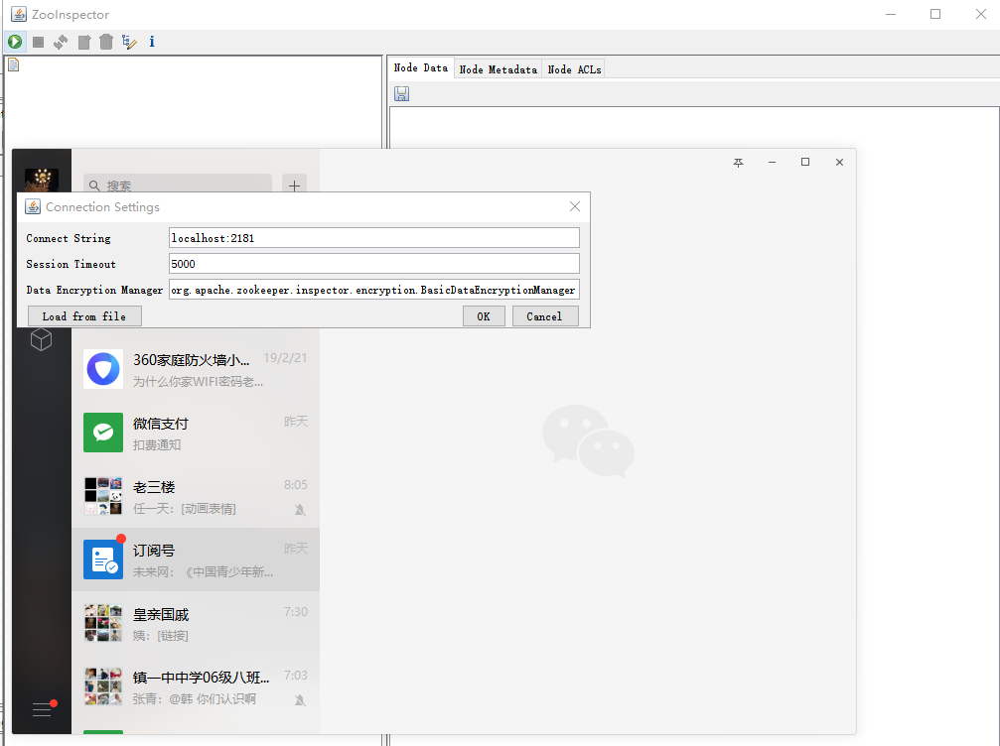 ZooInspector
Node Data
Node Metadata
Node ACLs
搜索
Connection Settings
Connect String
localhost:2181
Session Timeout
5000
Data Encryption Manager
org.apache.zookeeper.inspector.encryption.BasicDataEncryptionManager
Load from file
OK
Cancel
360家庭防火墙小...
19/2/21
为什么你家WIFI密码老...
微信支付
昨天
扣费通知
老三楼
8:05
任一天：[动画表情]
订阅号
昨天
未来网：《中国青少年新...
皇亲国戚
7:30
姨：[链接]
镇一中中学06级八班...
7:03
张青：@韩 你们认识啊